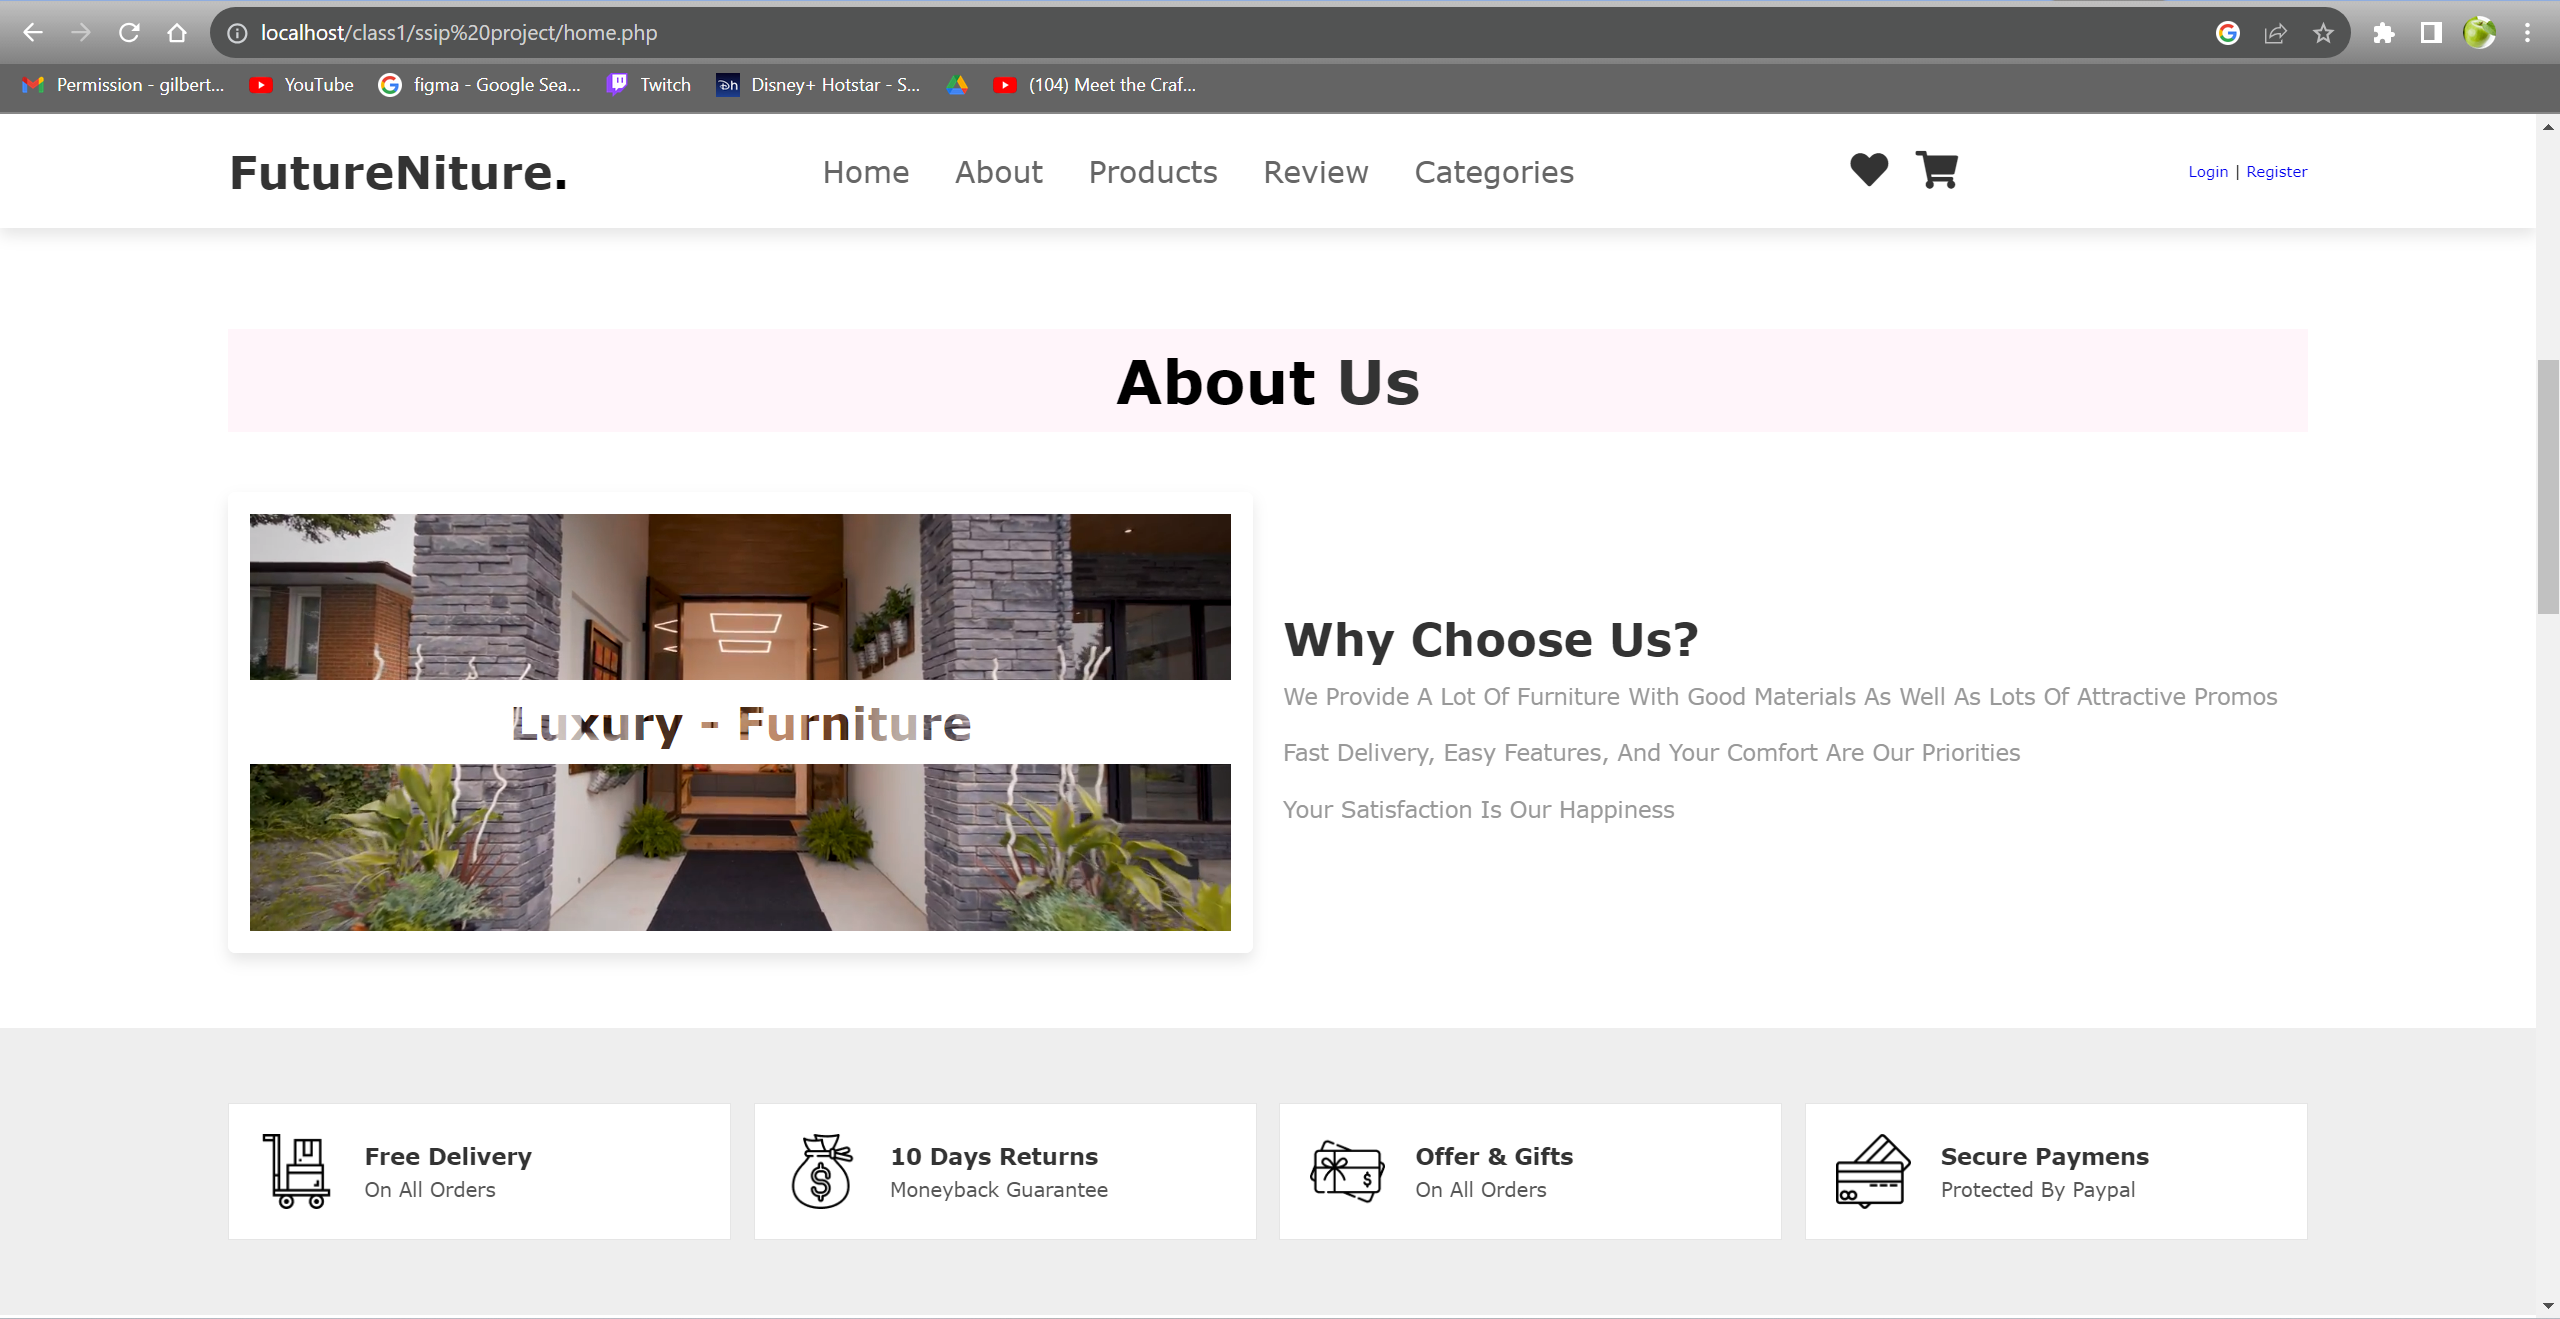 localhost/class1/ssip%20project/home.php
Permission - gilbert... YouTube figma - Google Sea... Twitch Disney+ Hotstar - S... (104) Meet the Craf...
FutureNiture. Home About Products Review Categories Login | Register
About Us
Luxury - Furniture
Why Choose Us?
We Provide A Lot Of Furniture With Good Materials As Well As Lots Of Attractive Promos
Fast Delivery, Easy Features, And Your Comfort Are Our Priorities
Your Satisfaction Is Our Happiness
Free Delivery
On All Orders
10 Days Returns
Moneyback Guarantee
Offer & Gifts
On All Orders
Secure Paymens
Protected By Paypal